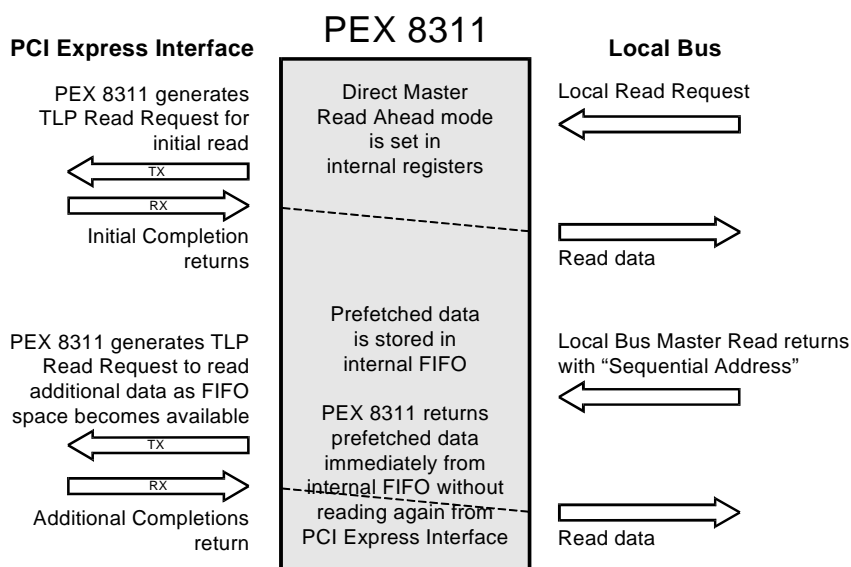 PEX 8311
PCI Express Interface
Local Bus
PEX 8311 generates
TLP Read Request for
initial read
TX
RX
Initial Completion
returns
Direct Master
Read Ahead mode
is set in
internal registers
Local Read Request
Read data
PEX 8311 generates TLP
Read Request to read
additional data as FIFO
space becomes available
TX
RX
Additional Completions
return
Prefetched data
is stored in
internal FIFO
PEX 8311 returns
prefetched data
immediately from
internal FIFO without
reading again from
PCI Express Interface
Local Bus Master Read returns
with “Sequential Address”
Read data